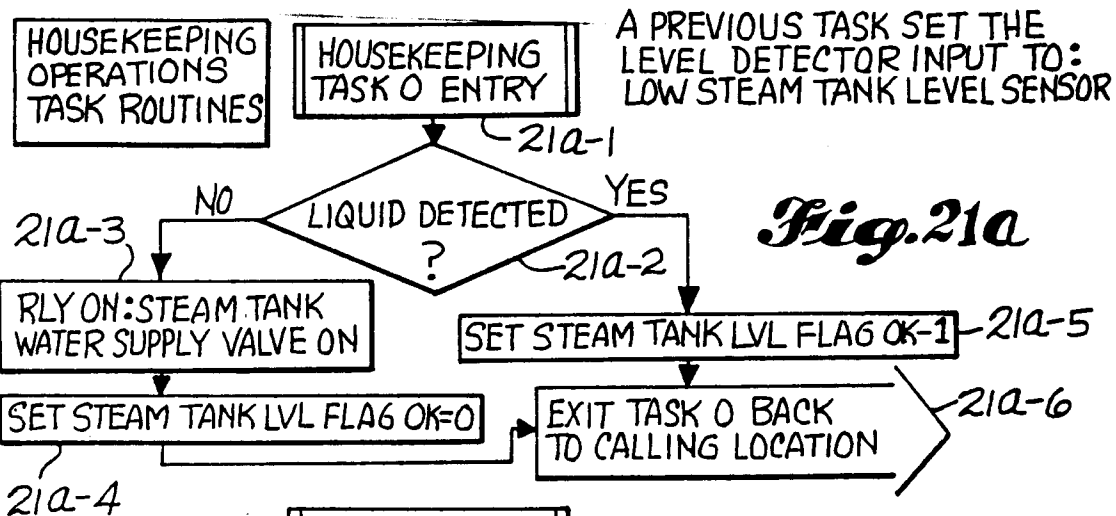 HOUSEKEEPING
OPERATIONS
TASK ROUTINES
HOUSEKEEPING
TASK 0 ENTRY
A PREVIOUS TASK SET THE
LEVEL DETECTOR INPUT TO:
LOW STEAM TANK LEVEL SENSOR
21a-1
NO
LIQUID DETECTED
?
YES
Fig. 21a
21a-3
21a-2
RLY ON: STEAM TANK
WATER SUPPLY VALVE ON
SET STEAM TANK LVL FLAG OK-1
21a-5
SET STEAM TANK LVL FLAG OK=0
EXIT TASK 0 BACK
TO CALLING LOCATION
21a-6
21a-4